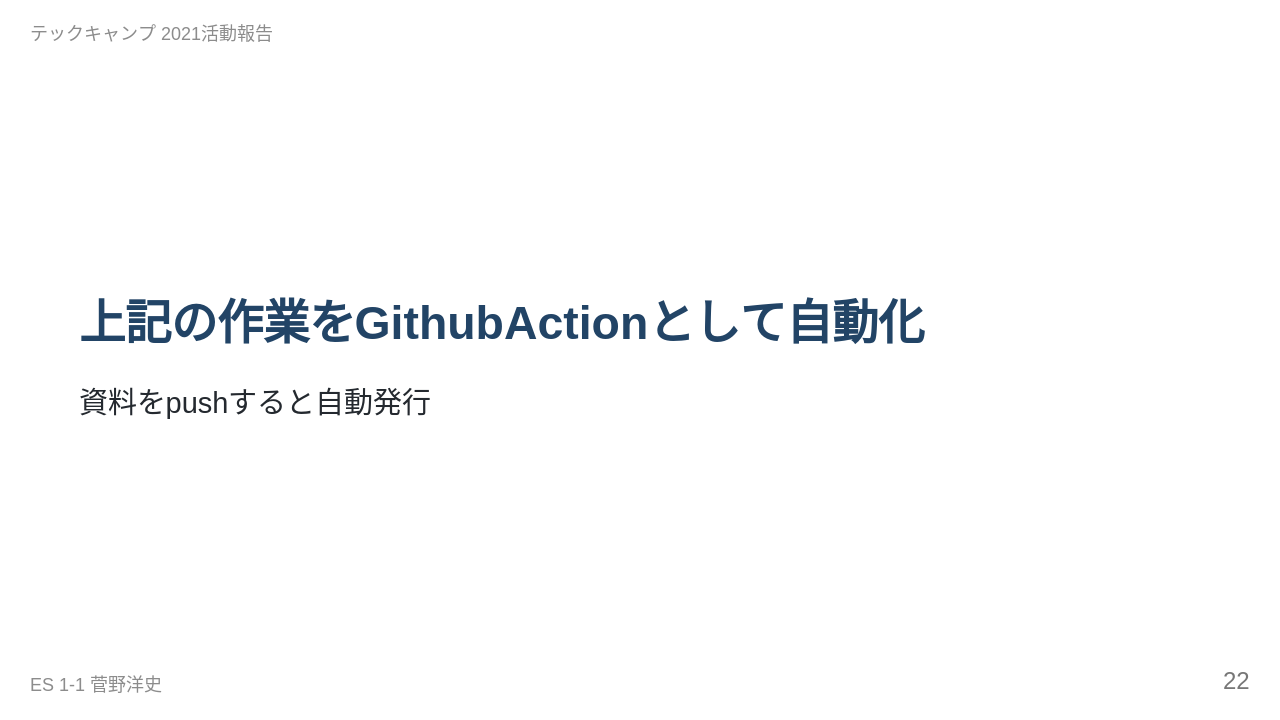 テックキャンプ 2021活動報告
上記の作業をGithubActionとして自動化
資料をpushすると自動発行
ES 1-1 菅野洋史
22